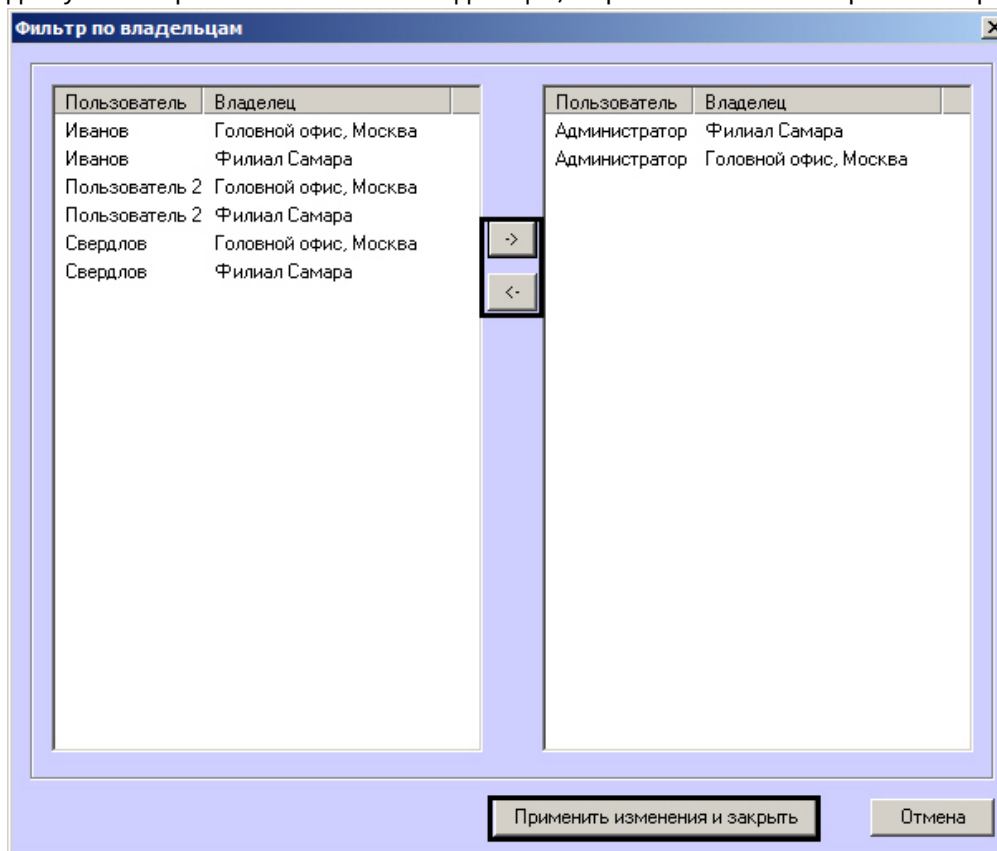 Фильтр по владельцам
Пользователь Владелец
Иванов Головной офис, Москва
Иванов Филиал Самара
Пользователь 2 Головной офис, Москва
Пользователь 2 Филиал Самара
Свердлов Головной офис, Москва
Свердлов Филиал Самара
->
<-
Пользователь Владелец
Администратор Филиал Самара
Администратор Головной офис, Москва
Применить изменения и закрыть
Отмена